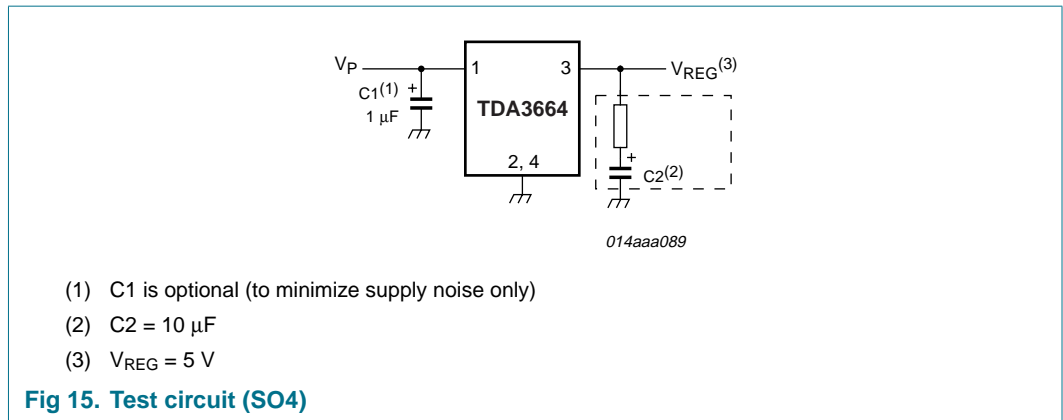 VP 1 3 VREG(3)
C1(1) +
1 μF
TDA3664
2, 4
+
C2(2)
014aaa089
(1) C1 is optional (to minimize supply noise only)
(2) C2 = 10 μF
(3) VREG = 5 V
Fig 15. Test circuit (SO4)